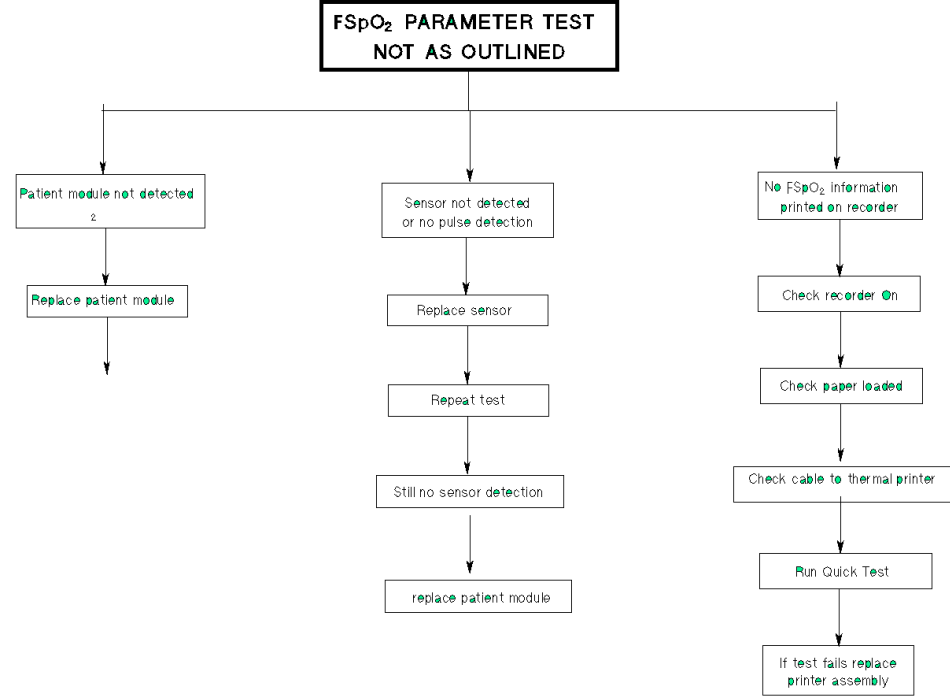 FSpO₂ PARAMETER TEST
NOT AS OUTLINED
Patient module not detected
2
Replace patient module
Sensor not detected
or no pulse detection
Replace sensor
Repeat test
Still no sensor detection
replace patient module
No FSpO₂ information
printed on recorder
Check recorder On
Check paper loaded
Check cable to thermal printer
Run Quick Test
If test fails replace
printer assembly